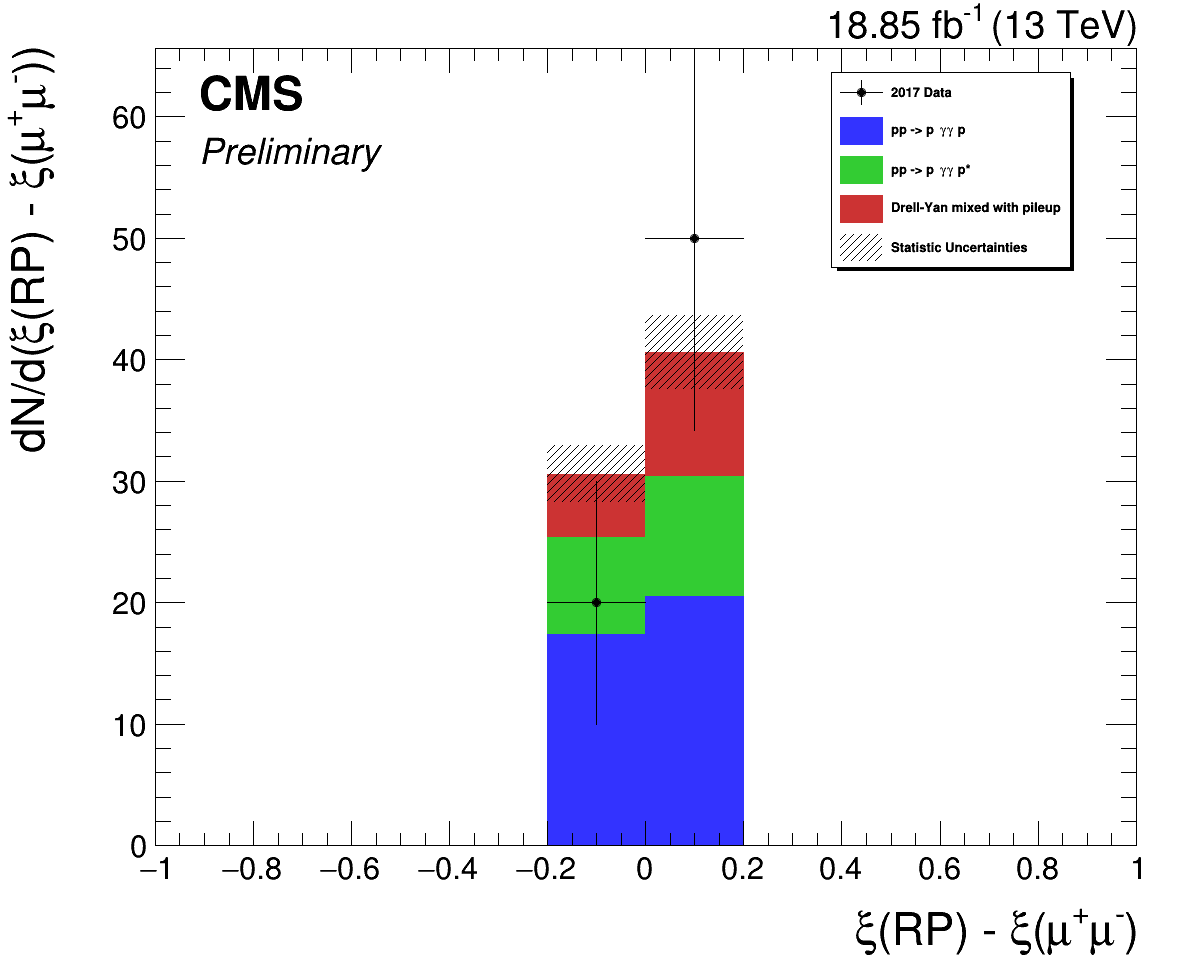 18.85 fb⁻¹ (13 TeV)
CMS
Preliminary
2017 Data
pp -> p γγ p
pp -> p γγ p*
Drell-Yan mixed with pileup
Statistic Uncertainties
dN/d(ξ(RP) - ξ(μ⁺μ⁻))
60
50
40
30
20
10
0
−1 −0.8 −0.6 −0.4 −0.2 0 0.2 0.4 0.6 0.8 1
ξ(RP) - ξ(μ⁺μ⁻)